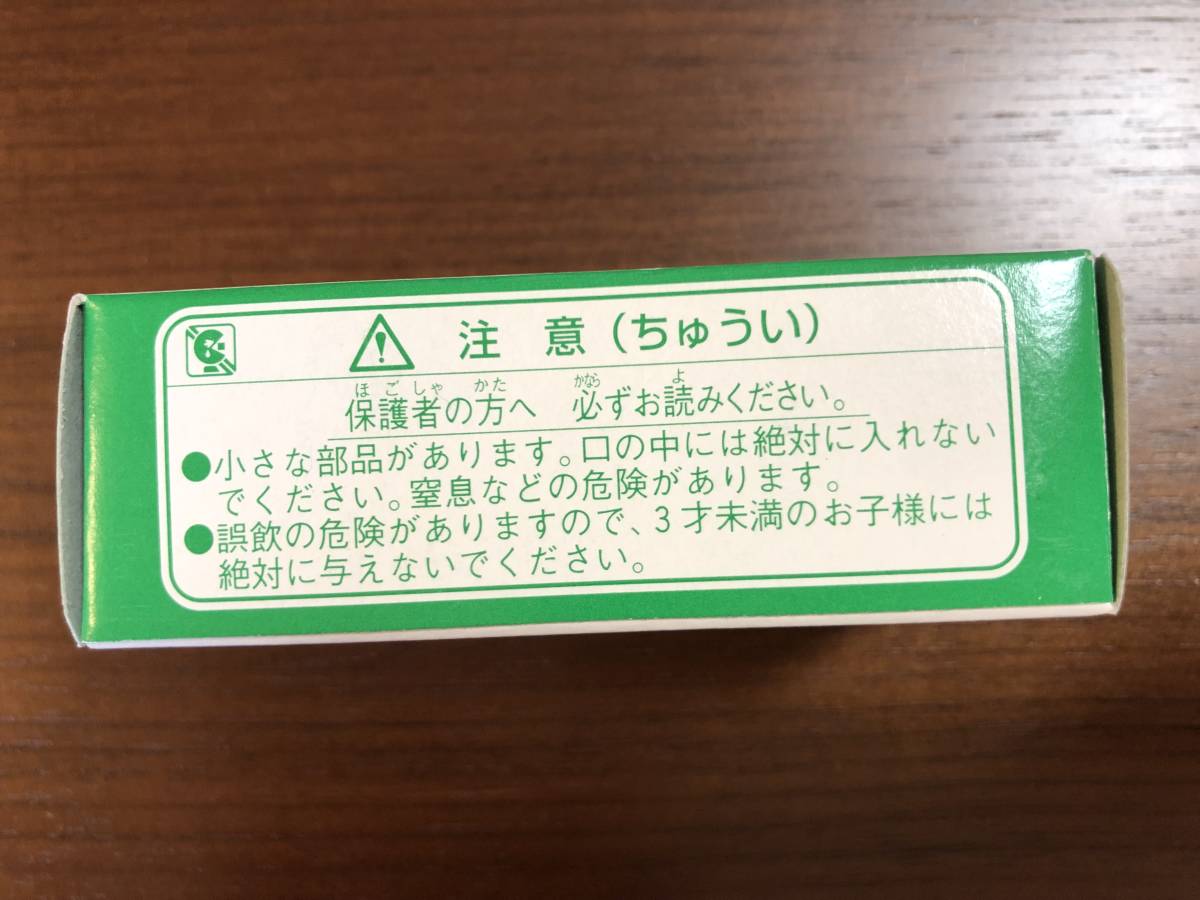 注意(ちゅうい)
ほごしゃ かた かなら よ
保護者の方へ 必ずお読みください。
●小さな部品があります。口の中には絶対に入れない
でください。窒息などの危険があります。
●誤飲の危険がありますので、3才未満のお子様には
絶対に与えないでください。